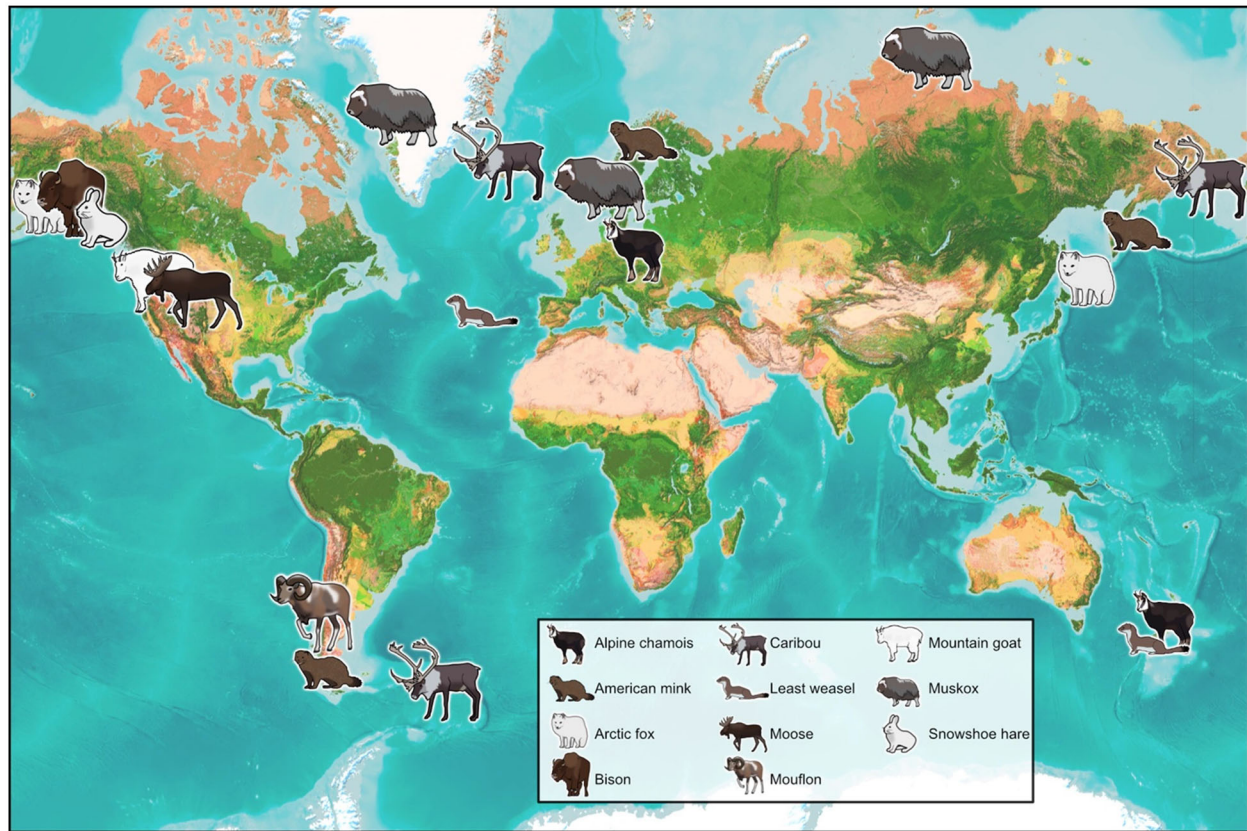 Alpine chamois
Caribou
Mountain goat
American mink
Least weasel
Muskox
Arctic fox
Moose
Snowshoe hare
Bison
Mouflon